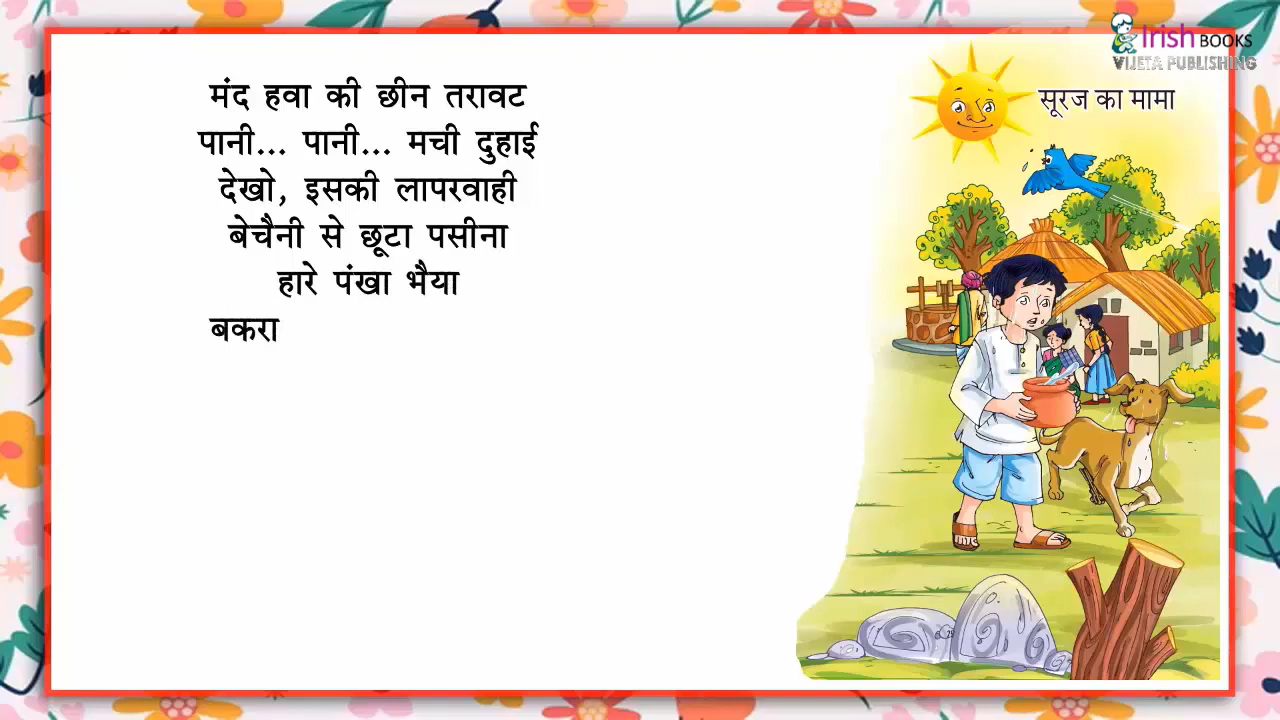 मंद हवा की छीन तरावट
पानी... पानी... मची दुहाई
देखो, इसकी लापरवाही
बेचैनी से छूटा पसीना
हारे पंखा भैया
बकरा
Irish BOOKS
VIJETA PUBLISHING
सूरज का मामा